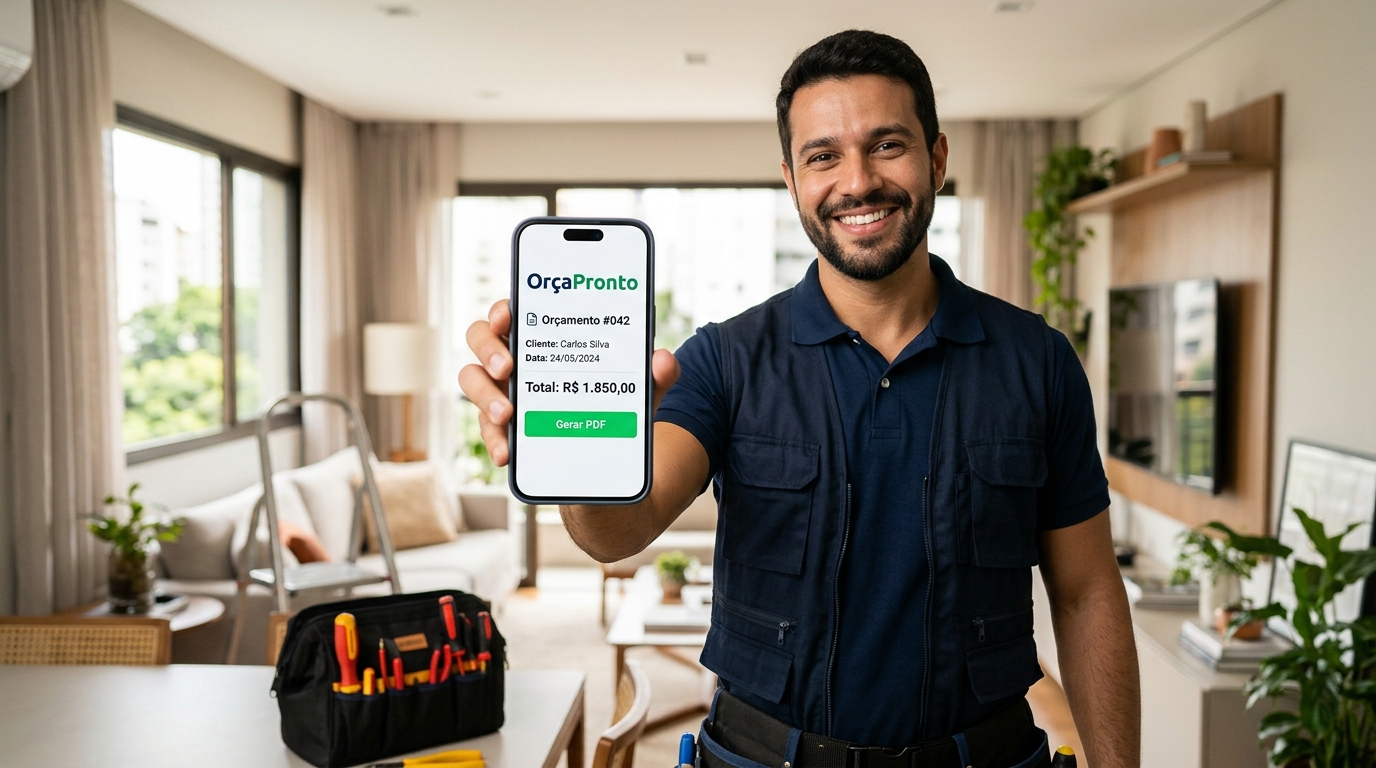 OrçaPronto
Orçamento #042
Cliente: Carlos Silva
Data: 24/05/2024
Total: R$ 1.850,00
Gerar PDF